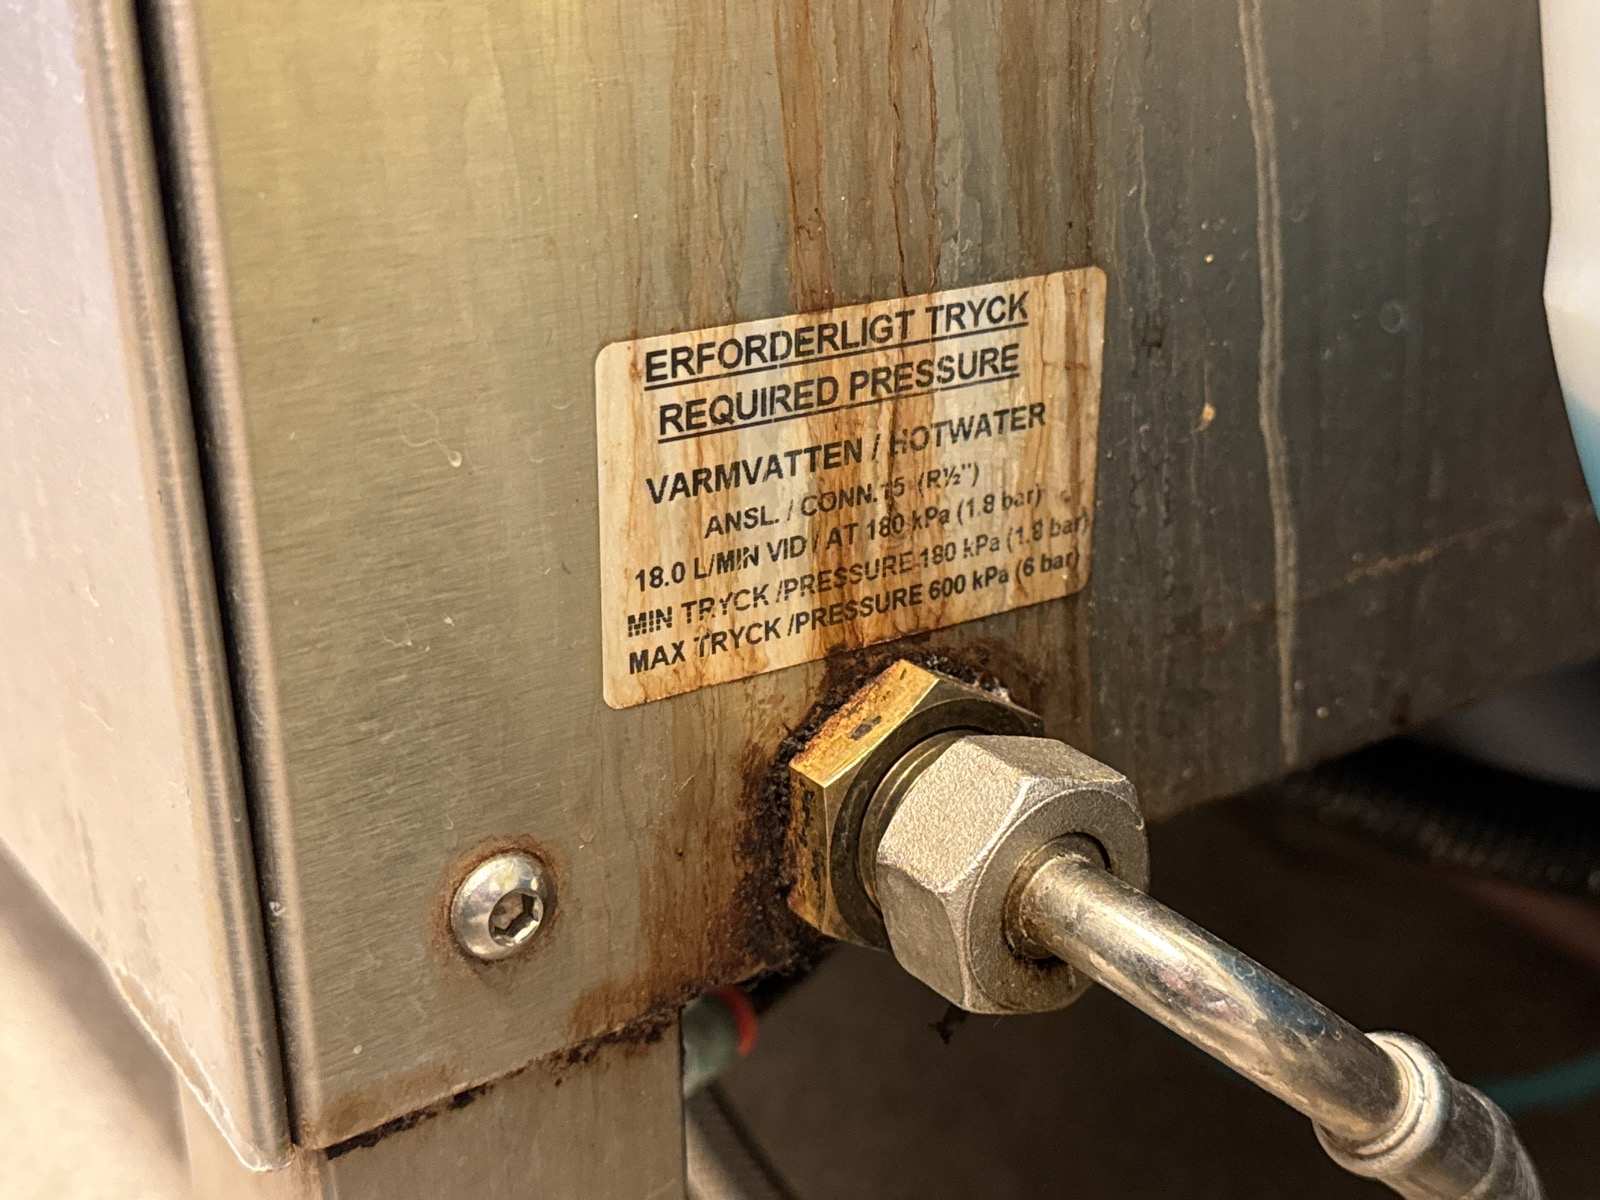 ERFORDERLIGT TRYCK
REQUIRED PRESSURE
VARMVATTEN / HOTWATER
ANSL. / CONN.15 (R½")
18.0 L/MIN VID / AT 180 kPa (1.8 bar)
MIN TRYCK /PRESSURE 180 kPa (1.8 bar)
MAX TRYCK /PRESSURE 600 kPa (6 bar)